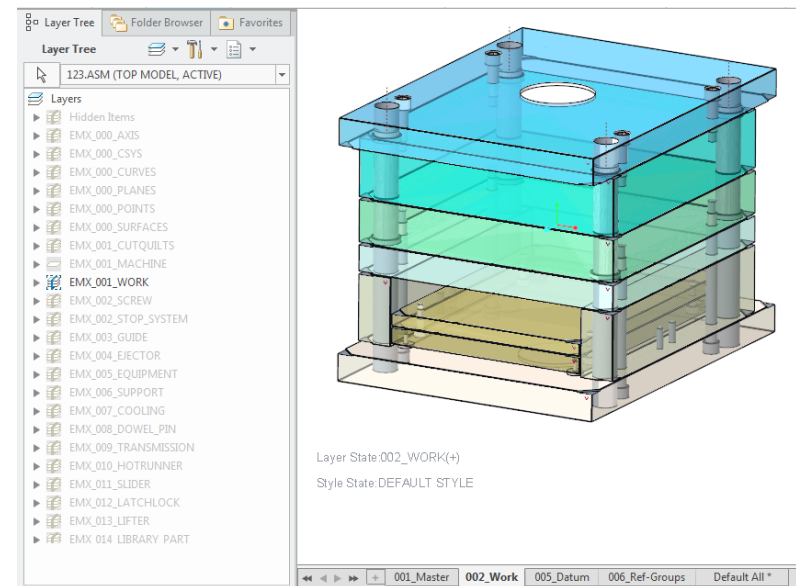 Layer Tree Folder Browser Favorites
Layer Tree
123.ASM (TOP MODEL, ACTIVE)
Layers
Hidden Items
EMX_000_AXIS
EMX_000_CSYS
EMX_000_CURVES
EMX_000_PLANES
EMX_000_POINTS
EMX_000_SURFACES
EMX_001_CUTQUILTS
EMX_001_MACHINE
EMX_001_WORK
EMX_002_SCREW
EMX_002_STOP_SYSTEM
EMX_003_GUIDE
EMX_004_EJECTOR
EMX_005_EQUIPMENT
EMX_006_SUPPORT
EMX_007_COOLING
EMX_008_DOWEL_PIN
EMX_009_TRANSMISSION
EMX_010_HOTRUNNER
EMX_011_SLIDER
EMX_012_LATCHLOCK
EMX_013_LIFTER
EMX 014 LIBRARY PART
Layer State:002_WORK(+)
Style State:DEFAULT STYLE
001_Master 002_Work 005_Datum 006_Ref-Groups Default All *